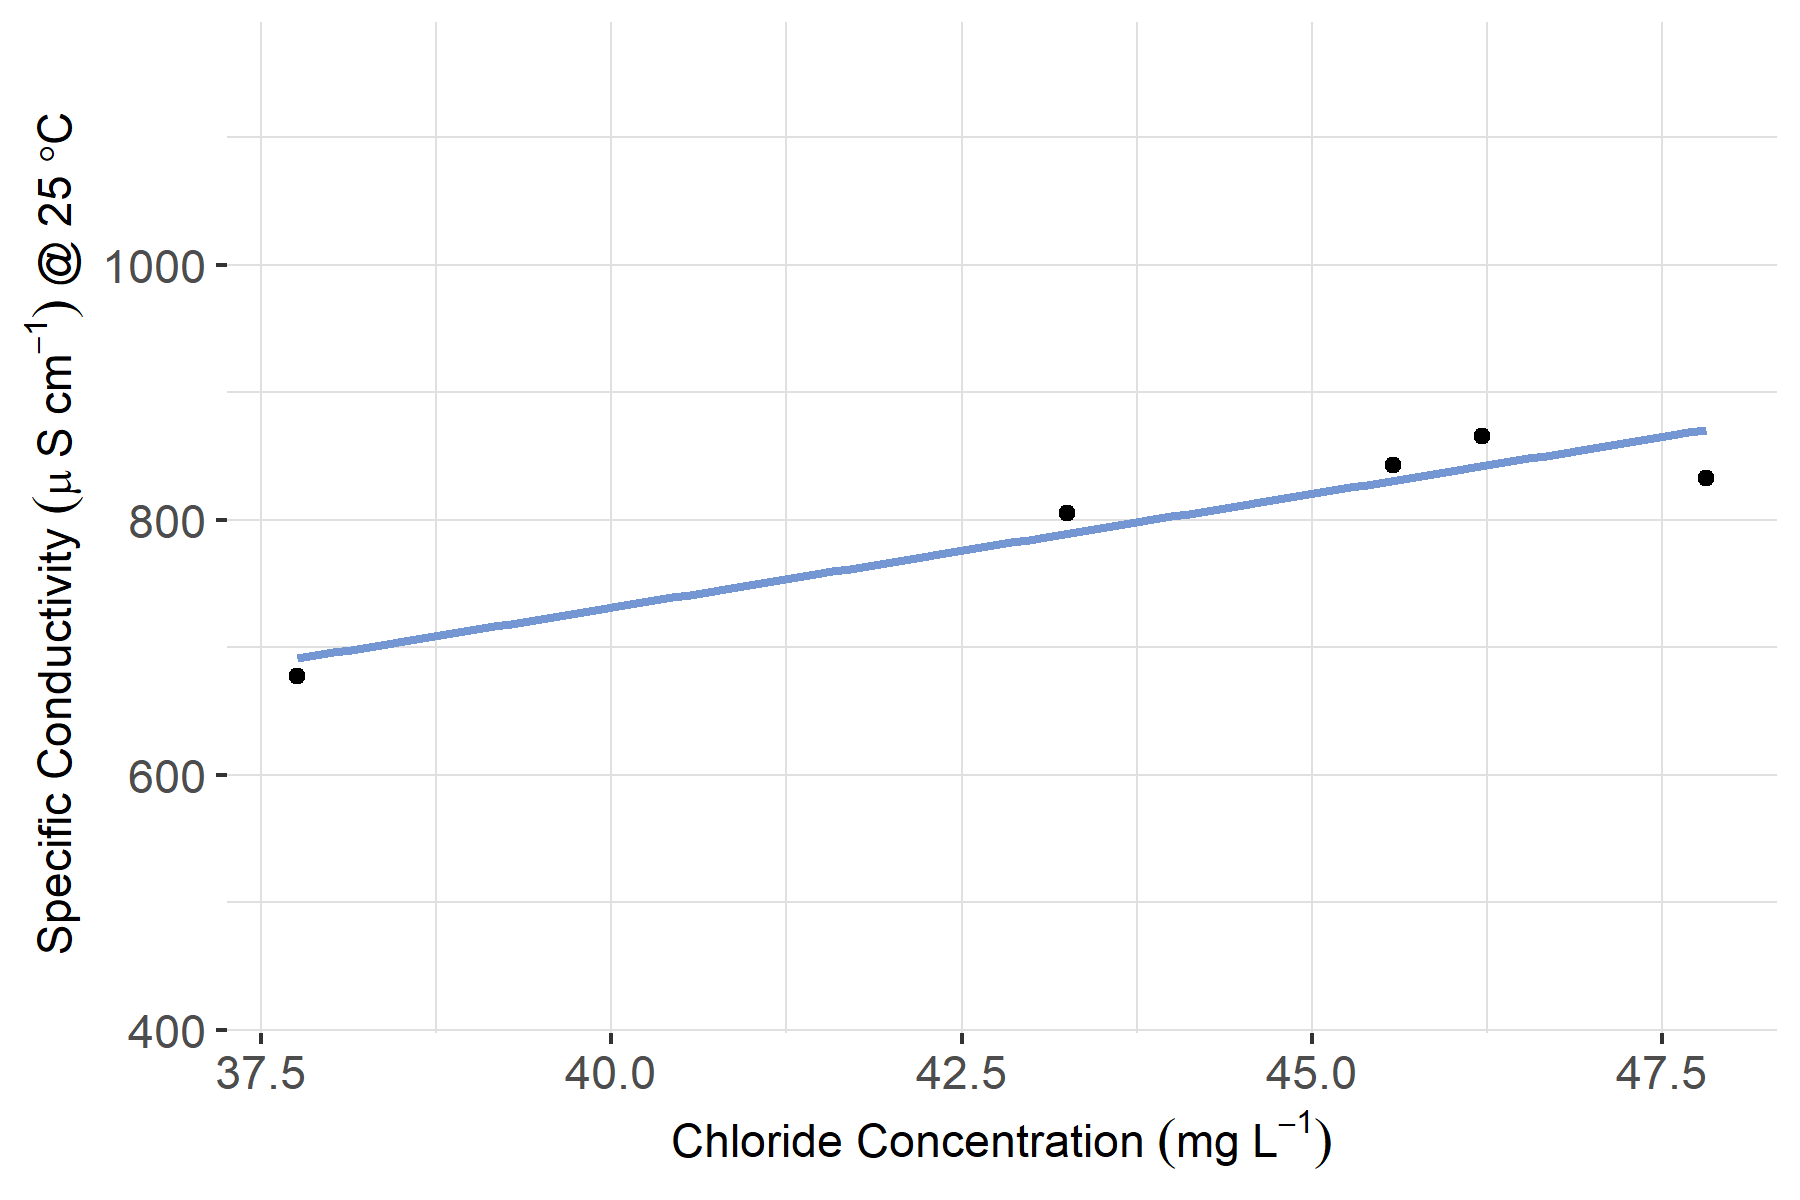 Specific Conductivity (μ S cm⁻¹) @ 25 °C
1000
800
600
400
37.5 40.0 42.5 45.0 47.5
Chloride Concentration (mg L⁻¹)